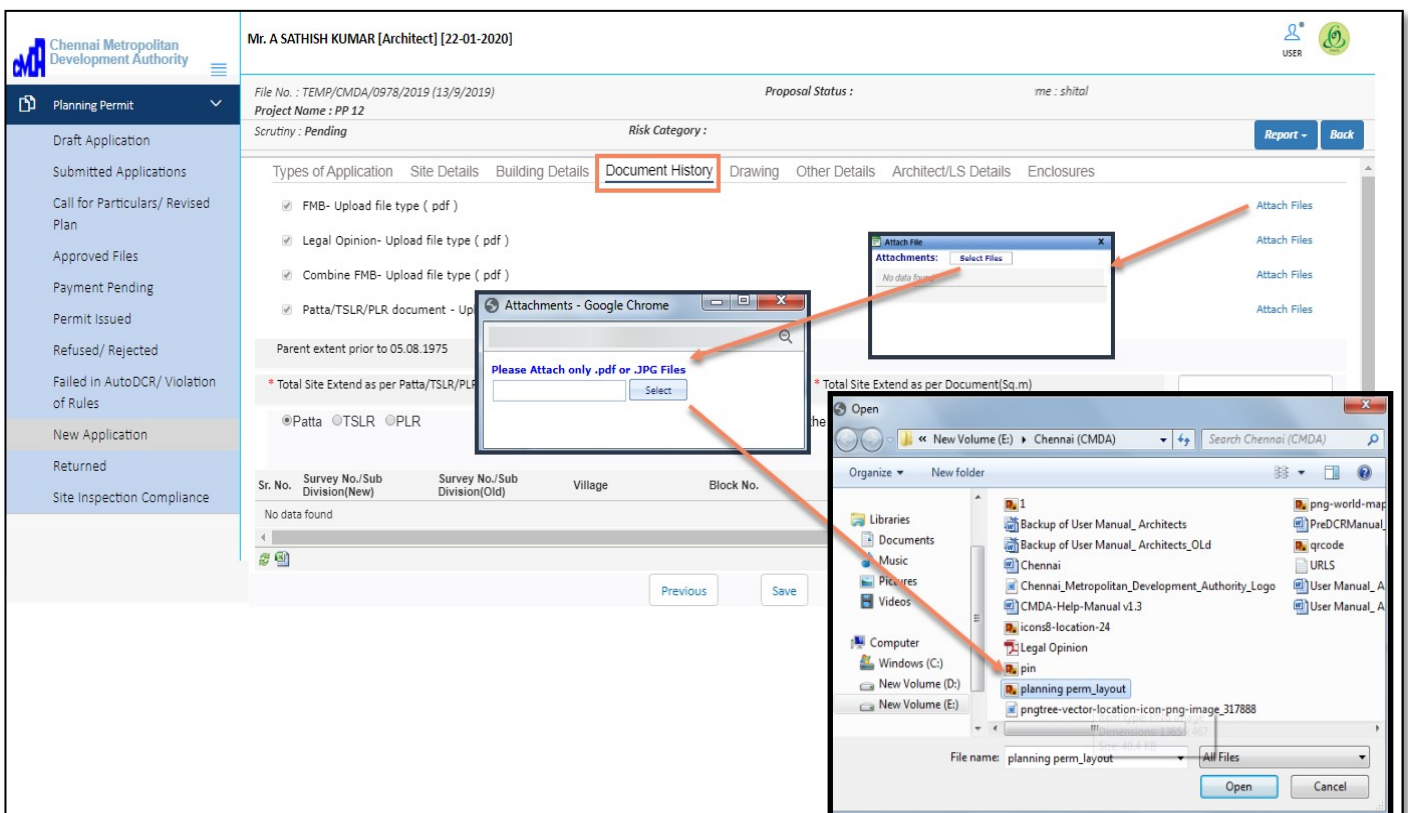 Chennai Metropolitan
Development Authority
CMDA
Mr. A SATHISH KUMAR [Architect] [22-01-2020]
USER
Planning Permit
Draft Application
Submitted Applications
Call for Particulars/ Revised
Plan
Approved Files
Payment Pending
Permit Issued
Refused/ Rejected
Failed in AutoDCR/ Violation
of Rules
New Application
Returned
Site Inspection Compliance
File No. : TEMP/CMDA/0978/2019 (13/9/2019)
Proposal Status :
me : shital
Project Name : PP 12
Scrutiny : Pending
Risk Category :
Report
Back
Types of Application Site Details Building Details Document History Drawing Other Details Architect/LS Details Enclosures
FMB- Upload file type ( pdf )
Attach Files
Legal Opinion- Upload file type ( pdf )
Attach Files
Combine FMB- Upload file type ( pdf )
Attach Files
Patta/TSLR/PLR document - Up
Attach Files
Attach File X
Attachments: Select Files
No data found
Attachments - Google Chrome
Please Attach only .pdf or .JPG Files
Select
Parent extent prior to 05.08.1975
* Total Site Extend as per Patta/TSLR/PLR
* Total Site Extend as per Document(Sq.m)
Patta TSLR PLR
the
Sr. No.
Survey No./Sub
Division(New)
Survey No./Sub
Division(Old)
Village
Block No.
No data found
Previous
Save
Open
« New Volume (E:) Chennai (CMDA)
Search Chennai (CMDA)
Organize New folder
Libraries
Documents
Music
Pictures
Videos
Computer
Windows (C:)
New Volume (D:)
New Volume (E:)
1
Backup of User Manual_ Architects
Backup of User Manual_ Architects_OLd
Chennai
Chennai_Metropolitan_Development_Authority_Logo
CMDA-Help-Manual v1.3
icons8-location-24
Legal Opinion
pin
planning perm_layout
pngtree-vector-location-icon-png-image_317888
png-world-map
PreDCRManual_
qrcode
URLS
User Manual_ A
User Manual_ A
File name: planning perm_layout
All Files
Open
Cancel